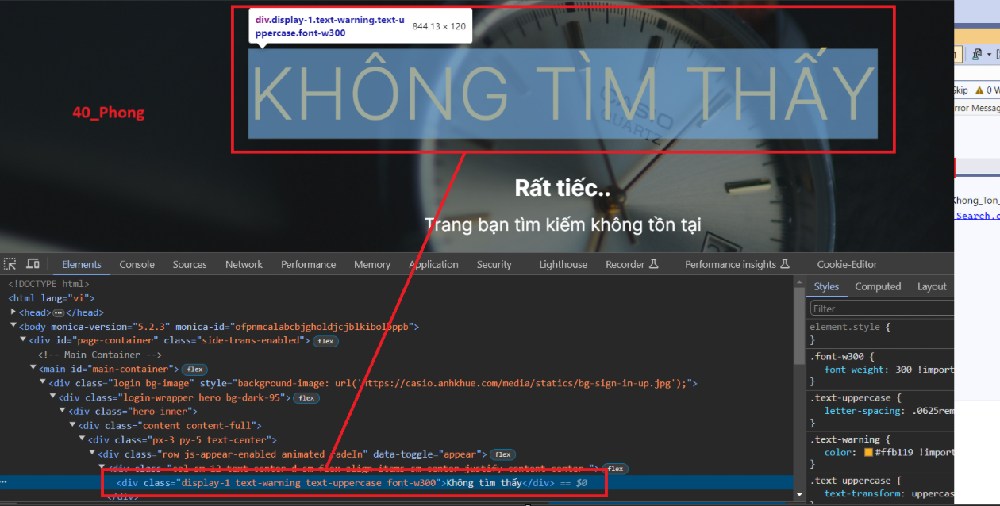 div.display-1.text-warning.text-u
ppercase.font-w300
844.13 × 120
KHÔNG TÌM THẤY
CASIO
QUARTZ
40_Phong
Rất tiếc..
Trang bạn tìm kiếm không tồn tại
Skip
0 W
rror Messag
Khong_Ton_
_Search.c
Elements Console Sources Network Performance Memory Application Security Lighthouse Recorder Performance insights Cookie-Editor
<!DOCTYPE html>
<html lang="vi">
<head> ••• </head>
<body monica-version="5.2.3" monica-id=
<div id="page-container" class="side-trans-enabled"> flex
<!-- Main Container -->
<main id="main-container"> flex
<div class="login bg-image" style="background-image: url('https://casio.anhkhue.com/media/statics/bg-sign-in-up.jpg');">
<div class="login-wrapper hero bg-dark-95"> flex
<div class="hero-inner">
<div class="content content-full">
<div class="px-3 py-5 text-center">
<div class="row js-appear-enabled animated fadeIn" data-toggle="appear"> flex
<div class="col-sm-12 text-center d-sm-flex align-items-sm-center justify-content-center "> flex
<div class="display-1 text-warning text-uppercase font-w300">Không tìm thấy</div> == $0
</div>
Styles Computed Layout
Filter
element.style {
}
.font-w300 {
font-weight: 300 !import
}
.text-uppercase {
letter-spacing: .0625rem
}
.text-warning {
color: #ffb119 !import
}
.text-uppercase {
text-transform: uppercas